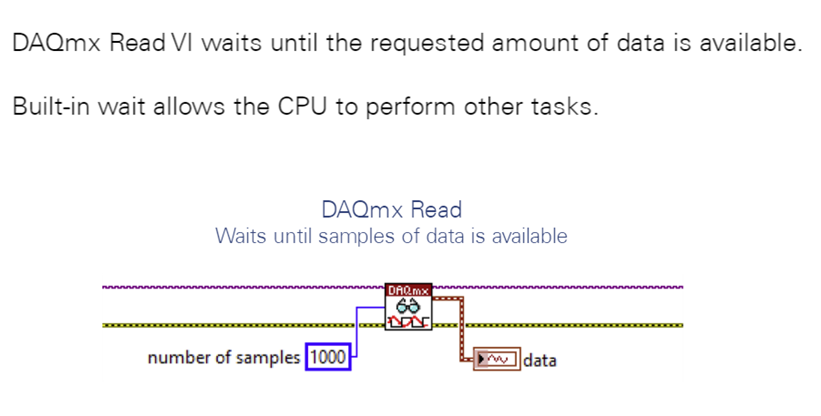 DAQmx Read VI waits until the requested amount of data is available.
Built-in wait allows the CPU to perform other tasks.
DAQmx Read
Waits until samples of data is available
DAQmx
number of samples 1000
data